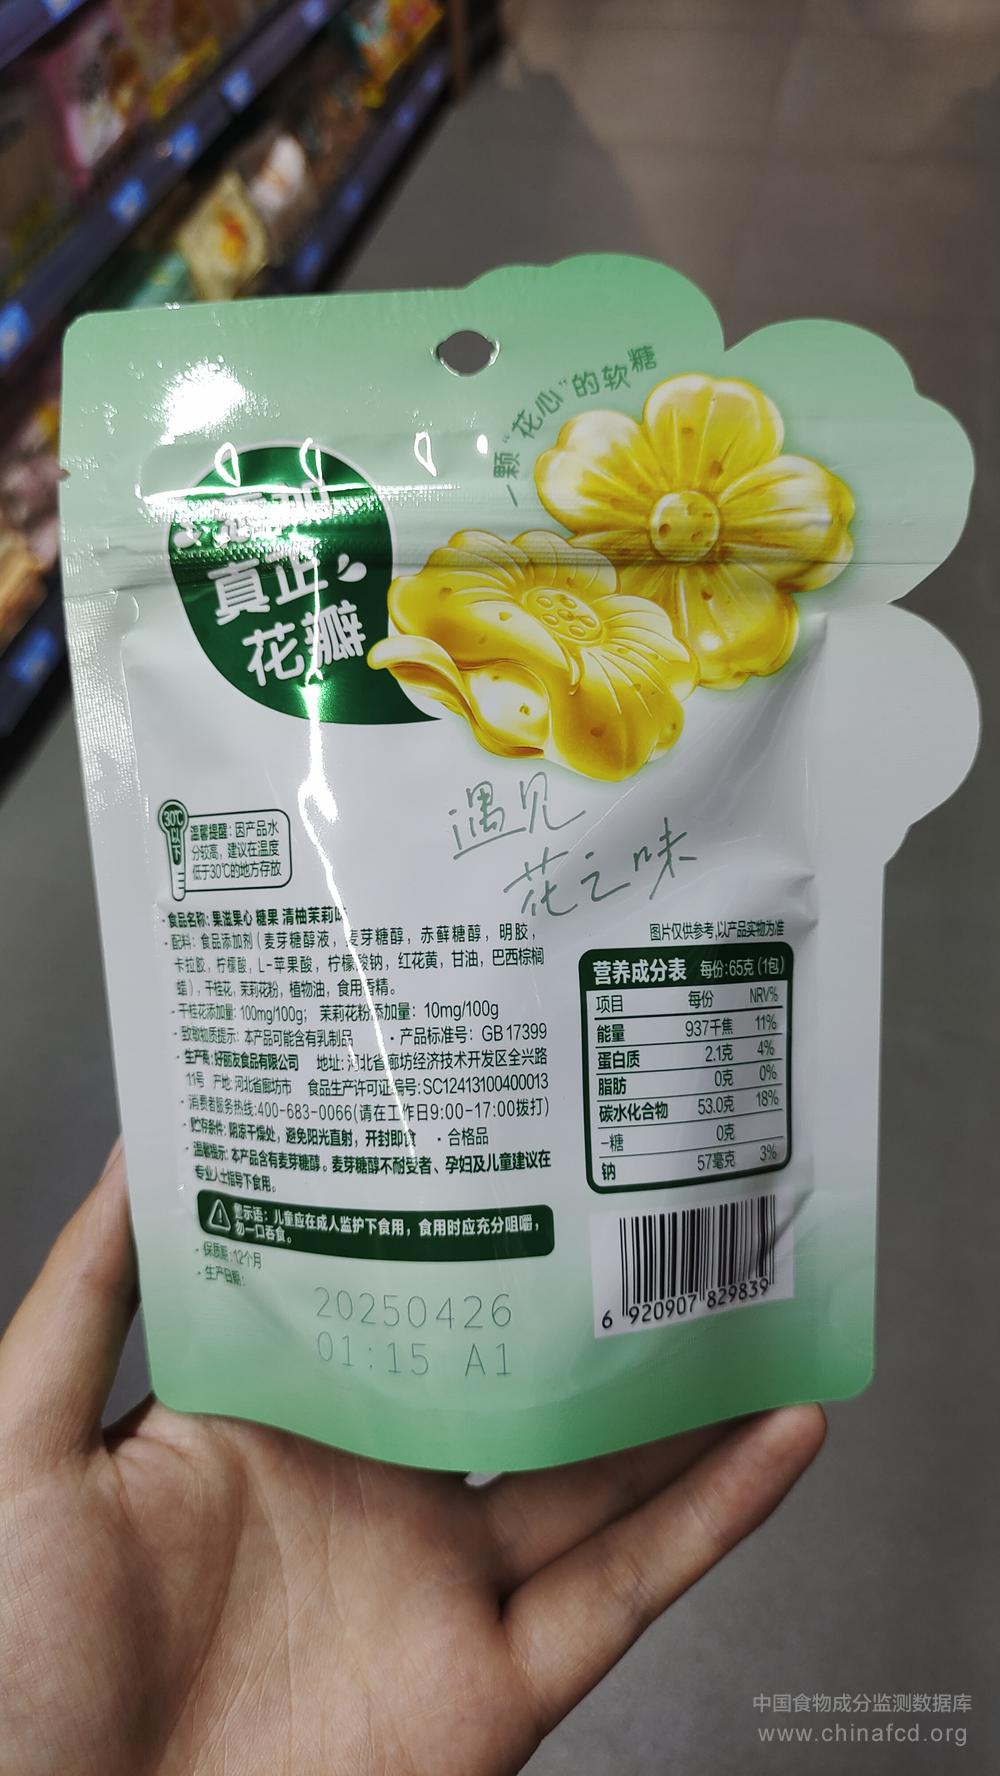 一颗“花心”的软糖
添加
真正
花瓣
遇见
花之味
30℃以下
温馨提醒：因产品水
分较高，建议在温度
低于30℃的地方存放
·食品名称：果滋果心 糖果 清柚茉莉味
·配料：食品添加剂（麦芽糖醇液，麦芽糖醇，赤藓糖醇，明胶，
卡拉胶，柠檬酸，L-苹果酸，柠檬酸钠，红花黄，甘油，巴西棕榈
蜡），干桂花，茉莉花粉，植物油，食用香精。
·干桂花添加量：100mg/100g；茉莉花粉添加量：10mg/100g
·致敏物质提示：本产品可能含有乳制品 ·产品标准号：GB 17399
·生产商：好丽友食品有限公司 地址：河北省廊坊经济技术开发区全兴路
11号 产地：河北省廊坊市 食品生产许可证编号：SC12413100400013
·消费者服务热线：400-683-0066（请在工作日9:00-17:00拨打）
·贮存条件：阴凉干燥处，避免阳光直射，开封即食 ·合格品
·温馨提示：本产品含有麦芽糖醇。麦芽糖醇不耐受者、孕妇及儿童建议在
专业人士指导下食用。
警示语：儿童应在成人监护下食用，食用时应充分咀嚼，
勿一口吞食。
·保质期：12个月
·生产日期：
20250426
01:15 A1
图片仅供参考，以产品实物为准
营养成分表 每份：65克（1包）
项目 每份 NRV%
能量 937千焦 11%
蛋白质 2.1克 4%
脂肪 0克 0%
碳水化合物 53.0克 18%
-糖 0克
钠 57毫克 3%
6 920907 829839
中国食物成分监测数据库
www.chinafcd.org